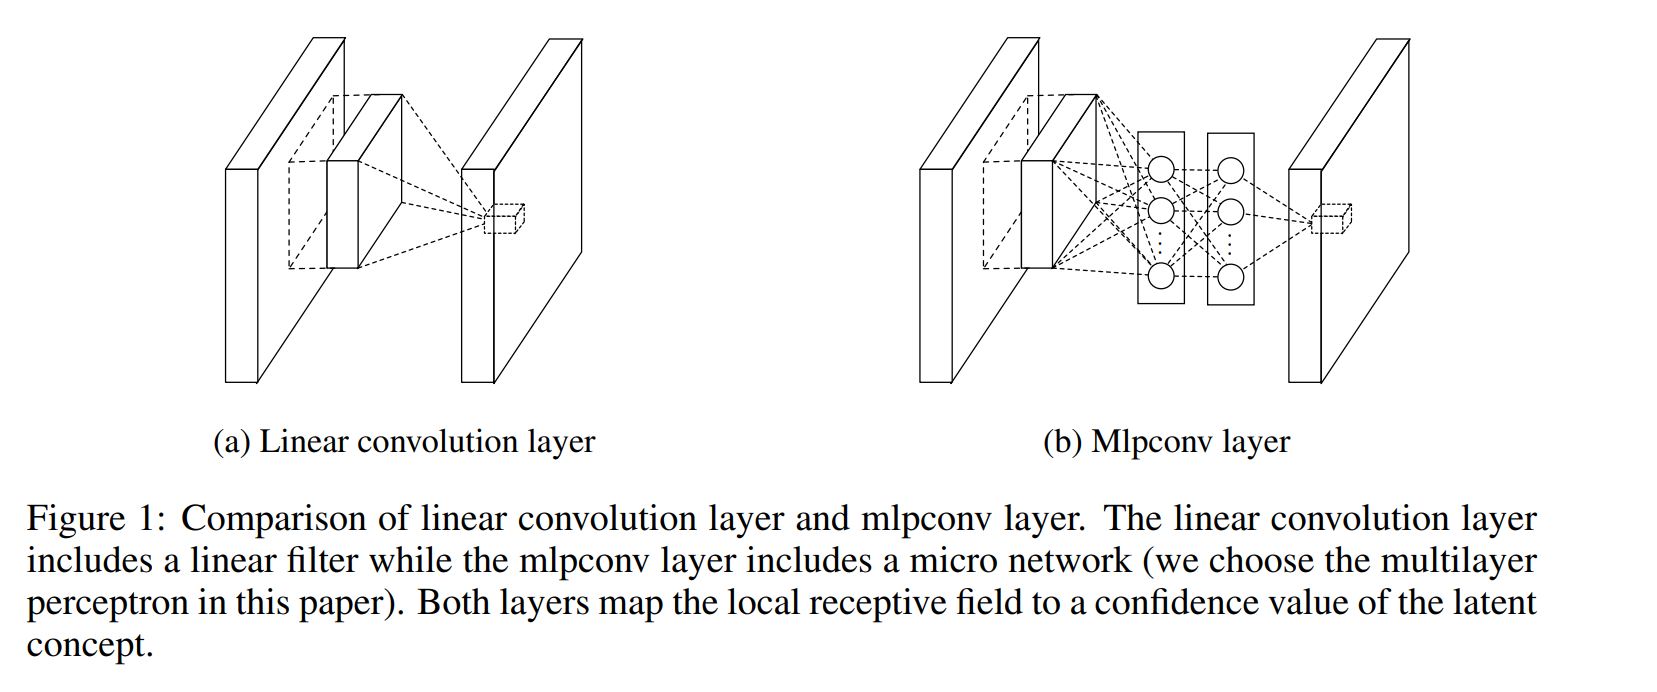 (a) Linear convolution layer
(b) Mlpconv layer
Figure 1: Comparison of linear convolution layer and mlpconv layer. The linear convolution layer
includes a linear filter while the mlpconv layer includes a micro network (we choose the multilayer
perceptron in this paper). Both layers map the local receptive field to a confidence value of the latent
concept.